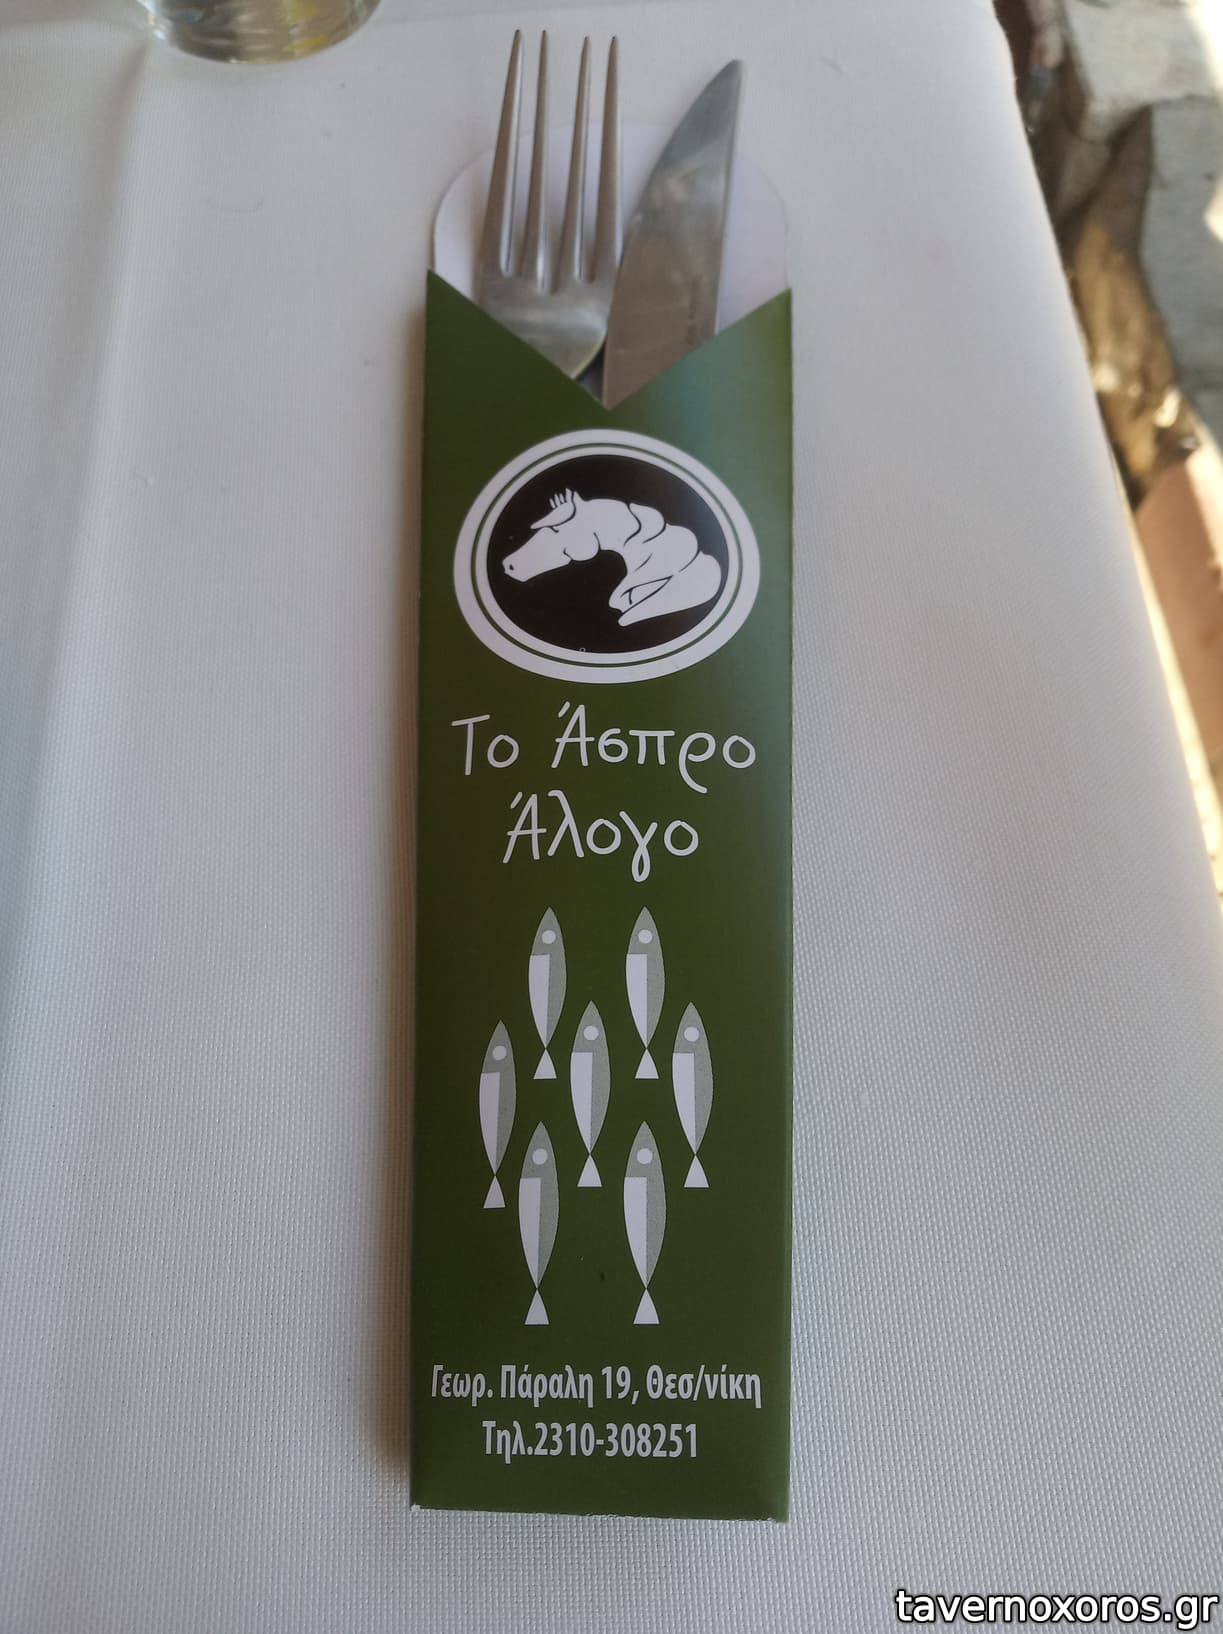 Το Άσπρο
Άλογο
Γεωρ. Πάραλη 19, Θεσ/νίκη
Τηλ.2310-308251
tavernoxoros.gr